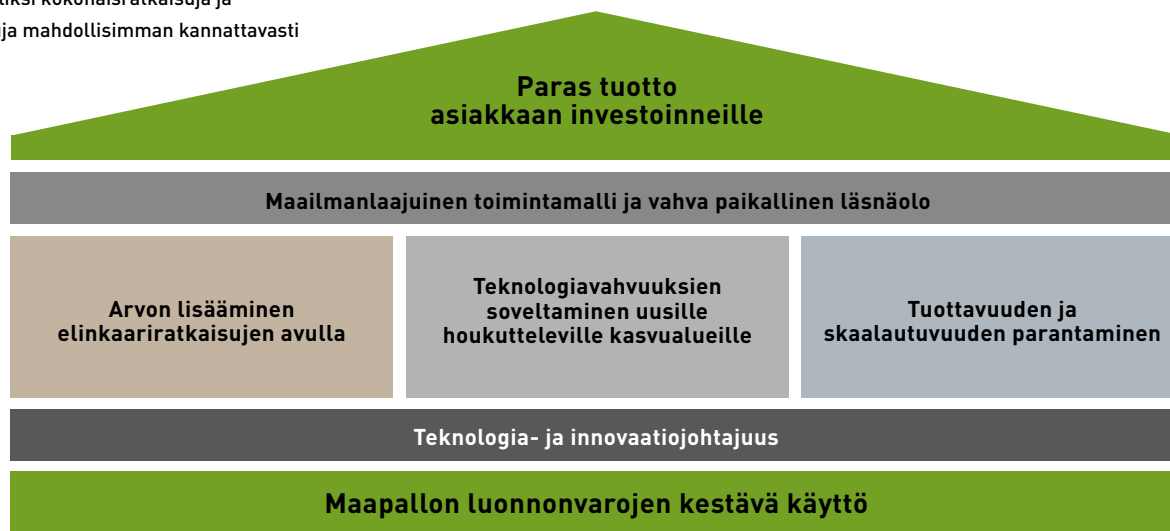 kokonaisratkaisuja ja
mahdollisimman kannattavasti
Paras tuotto
asiakkaan investoinneille
Maailmanlaajuinen toimintamalli ja vahva paikallinen läsnäolo
Arvon lisääminen
elinkaariratkaisujen avulla
Teknologiavahvuuksien
soveltaminen uusille
houkutteleville kasvualueille
Tuottavuuden ja
skaalautuvuuden parantaminen
Teknologia- ja innovaatiojohtajuus
Maapallon luonnonvarojen kestävä käyttö